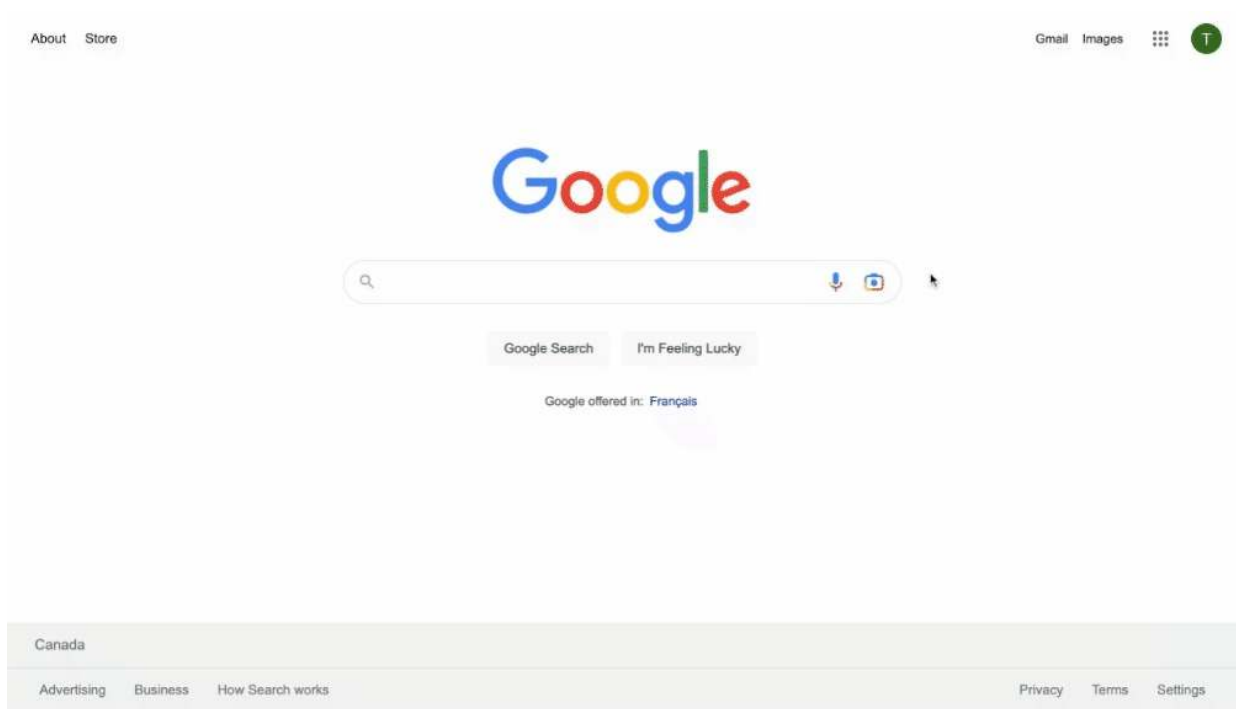 About Store Gmail Images T
Google
Google Search I'm Feeling Lucky
Google offered in: Français
Canada
Advertising Business How Search works Privacy Terms Settings